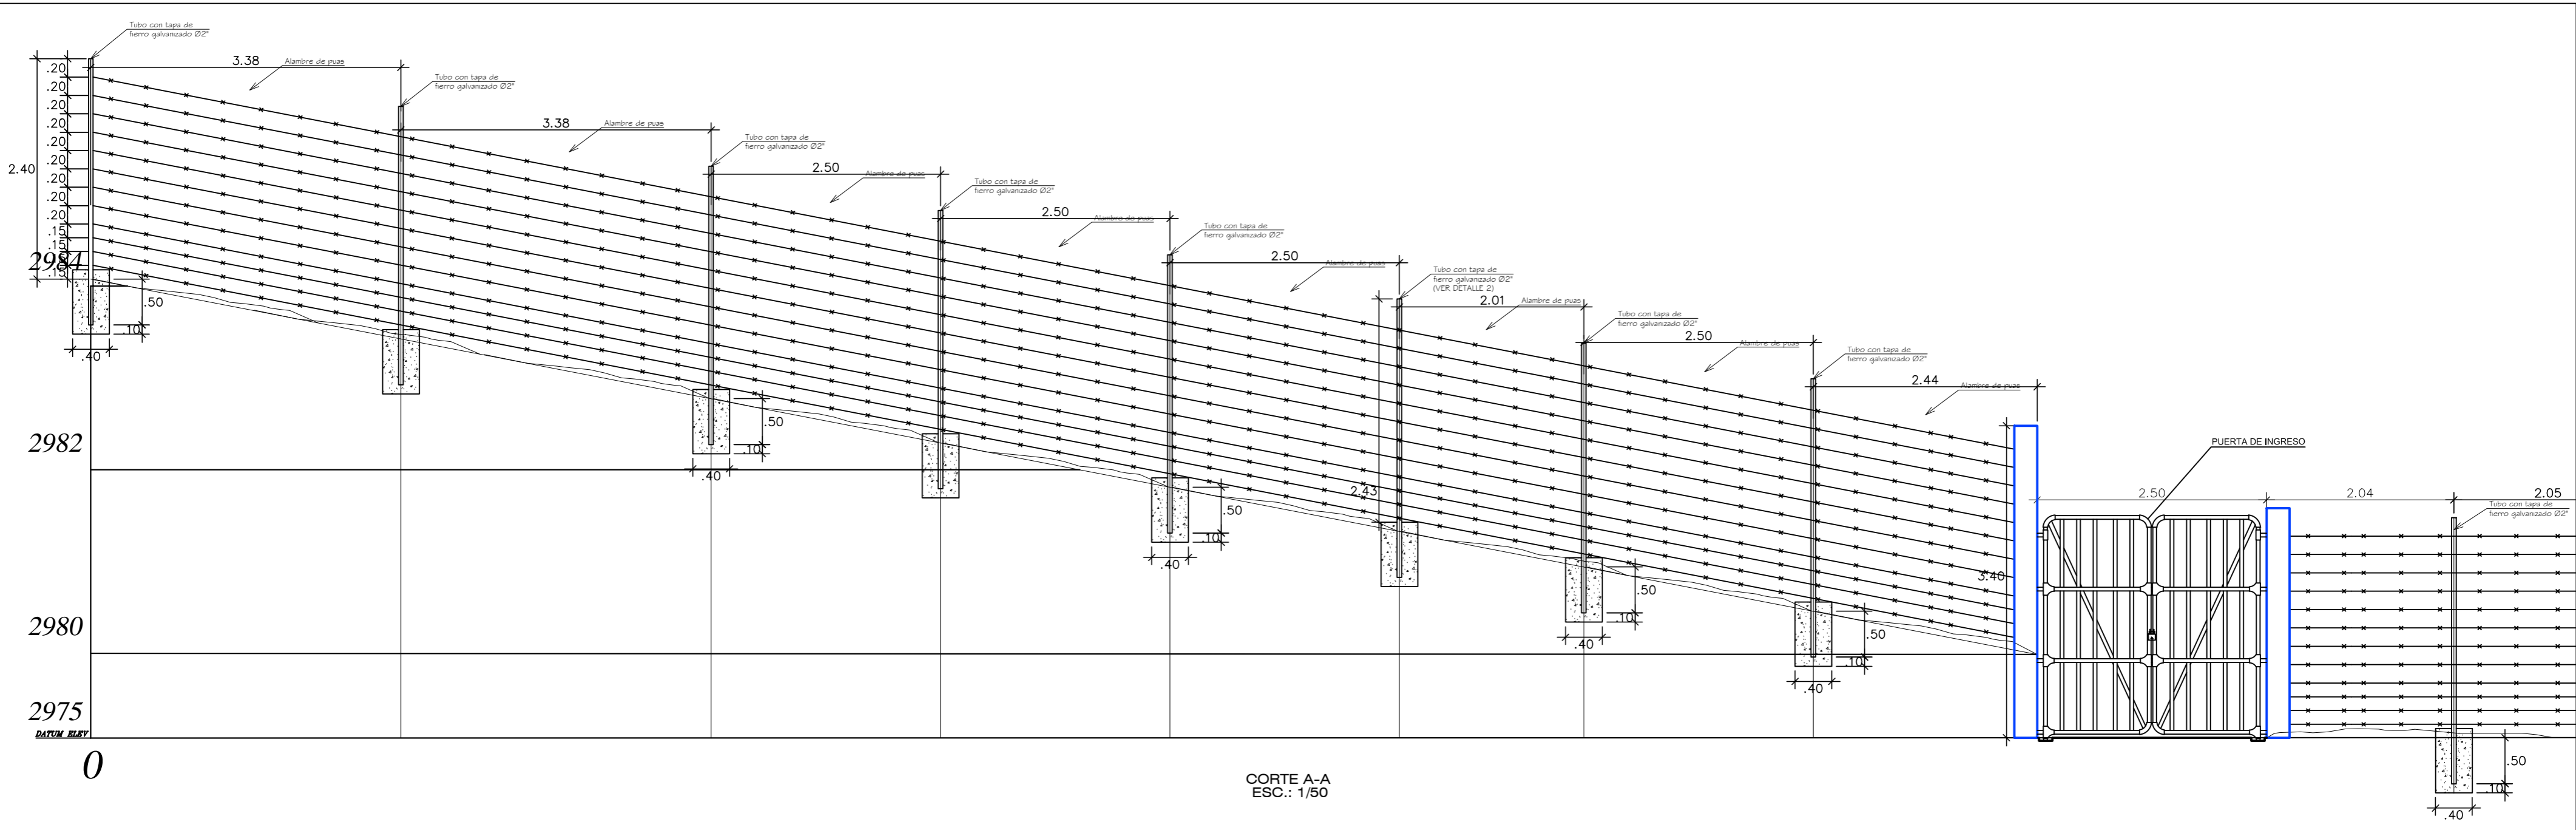 Tubo con tapa de
fierro galvanizado Ø2"
3.38
Alambre de puas
Tubo con tapa de
fierro galvanizado Ø2"
3.38
Alambre de puas
Tubo con tapa de
fierro galvanizado Ø2"
2.50
Alambre de puas
Tubo con tapa de
fierro galvanizado Ø2"
2.50
Alambre de puas
Tubo con tapa de
fierro galvanizado Ø2"
2.50
Alambre de puas
Tubo con tapa de
fierro galvanizado Ø2"
(VER DETALLE 2)
2.01
Alambre de puas
Tubo con tapa de
fierro galvanizado Ø2"
2.50
Alambre de puas
Tubo con tapa de
fierro galvanizado Ø2"
2.44
Alambre de puas
.20
.20
.20
.20
.20
.20
.20
.20
.20
.15
.15
.15
.15
2.40
2984
.50
.10
.40
.50
.10
.40
.50
.10
.40
2.43
.50
.10
.40
.50
.10
.40
3.40
PUERTA DE INGRESO
2.50
2.04
2.05
Tubo con tapa de
fierro galvanizado Ø2"
.50
.10
.40
2982
2980
2975
DATUM ELEV
0
CORTE A-A
ESC.: 1/50